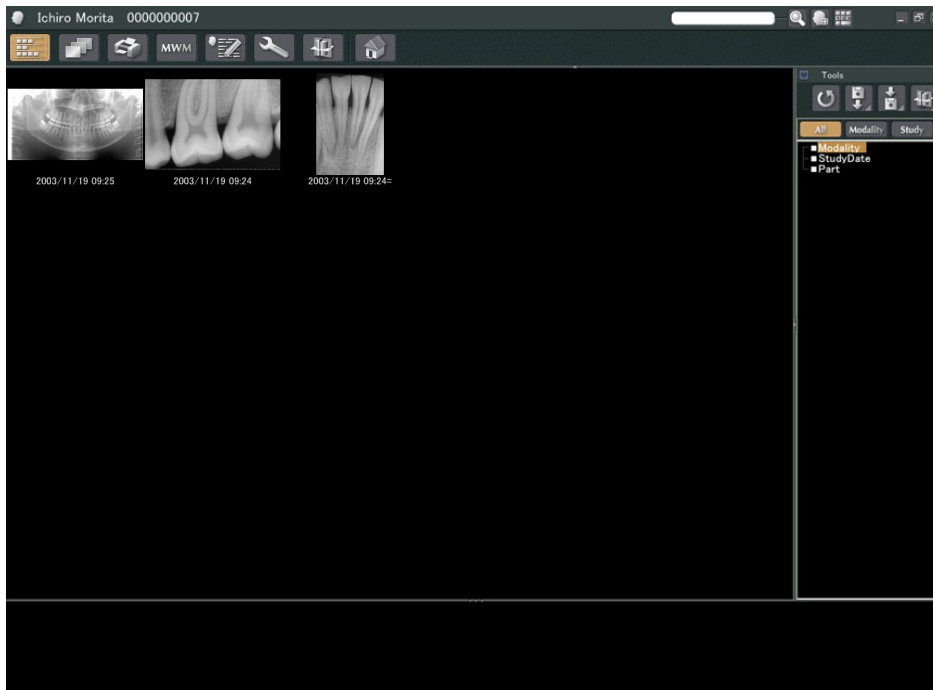 Ichiro Morita 0000000007
MWM
Tools
All Modality Study
Modality
StudyDate
Part
2003/11/19 09:25 2003/11/19 09:24 2003/11/19 09:24=